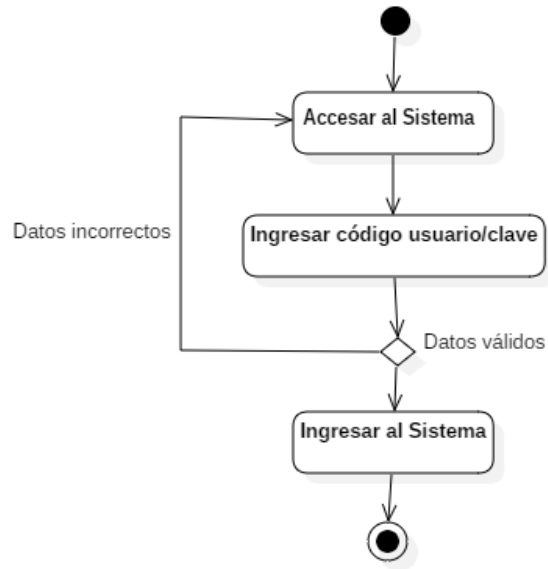 Accesar al Sistema
Datos incorrectos
Ingresar código usuario/clave
Datos válidos
Ingresar al Sistema